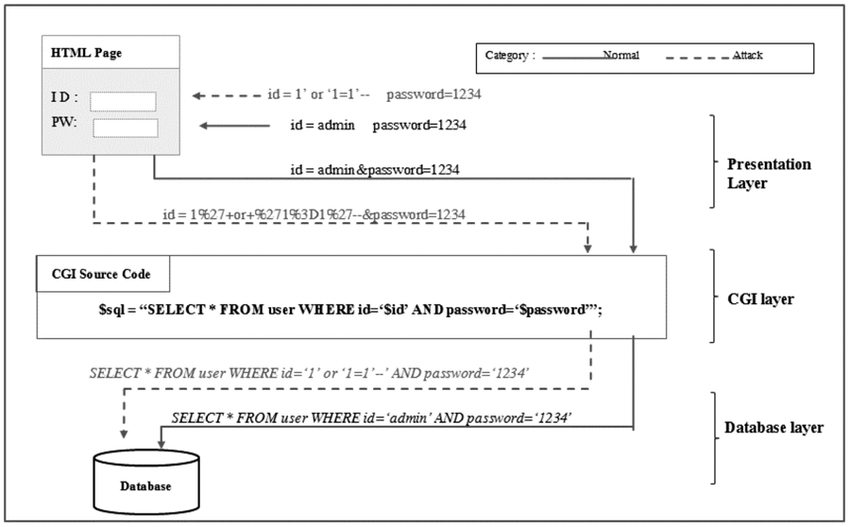 HTML Page
Category : Normal Attack
I D :
PW:
id = 1’ or ‘1=1’-- password=1234
id = admin password=1234
Presentation
Layer
id = admin&password=1234
id = 1%27+or+%271%3D1%27--&password=1234
CGI Source Code
CGI layer
$sql = “SELECT * FROM user WHERE id=‘$id’ AND password=‘$password’”;
SELECT * FROM user WHERE id=‘1’ or ‘1=1’--’ AND password=‘1234’
SELECT * FROM user WHERE id=‘admin’ AND password=‘1234’
Database layer
Database